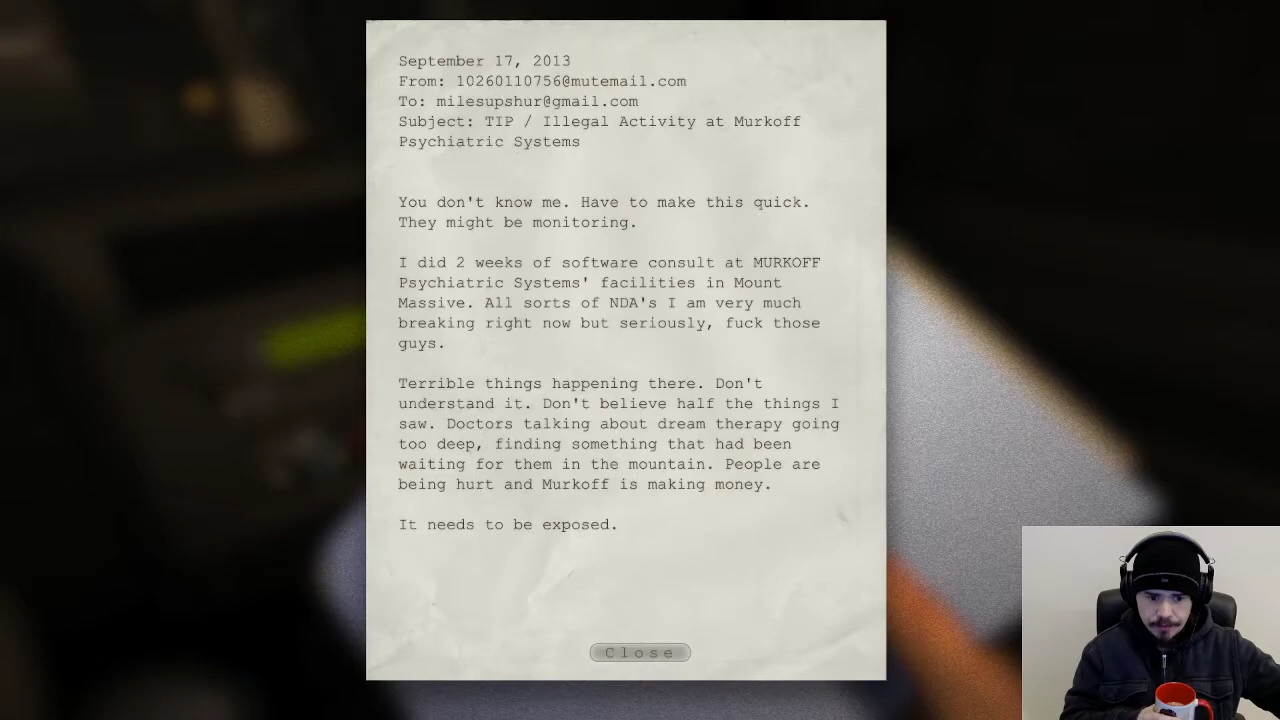 September 17, 2013
From: 10260110756@mutemail.com
To: milesupshur@gmail.com
Subject: TIP / Illegal Activity at Murkoff
Psychiatric Systems
You don't know me. Have to make this quick.
They might be monitoring.
I did 2 weeks of software consult at MURKOFF
Psychiatric Systems' facilities in Mount
Massive. All sorts of NDA's I am very much
breaking right now but seriously, fuck those
guys.
Terrible things happening there. Don't
understand it. Don't believe half the things I
saw. Doctors talking about dream therapy going
too deep, finding something that had been
waiting for them in the mountain. People are
being hurt and Murkoff is making money.
It needs to be exposed.
Close